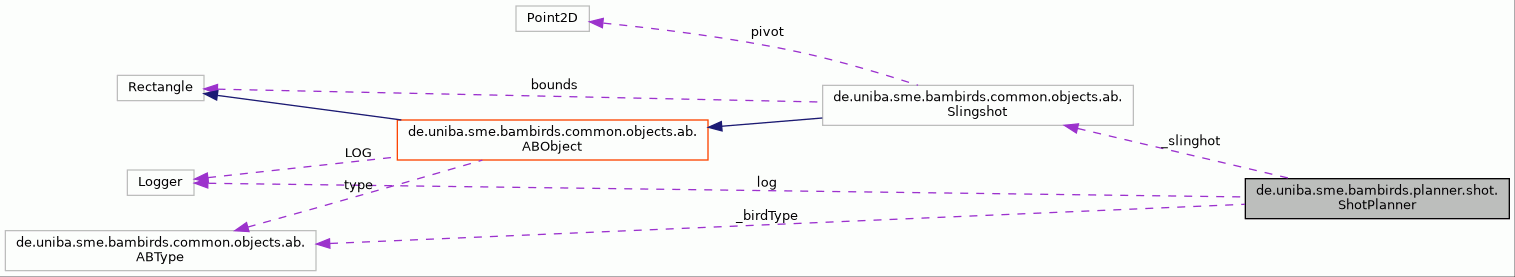 Point2D
pivot
Rectangle
bounds
de.uniba.sme.bambirds.common.objects.ab.
Slingshot
de.uniba.sme.bambirds.common.objects.ab.
ABObject
_slinghot
LOG
Logger
type
log
de.uniba.sme.bambirds.planner.shot.
ShotPlanner
_birdType
de.uniba.sme.bambirds.common.objects.ab.
ABType